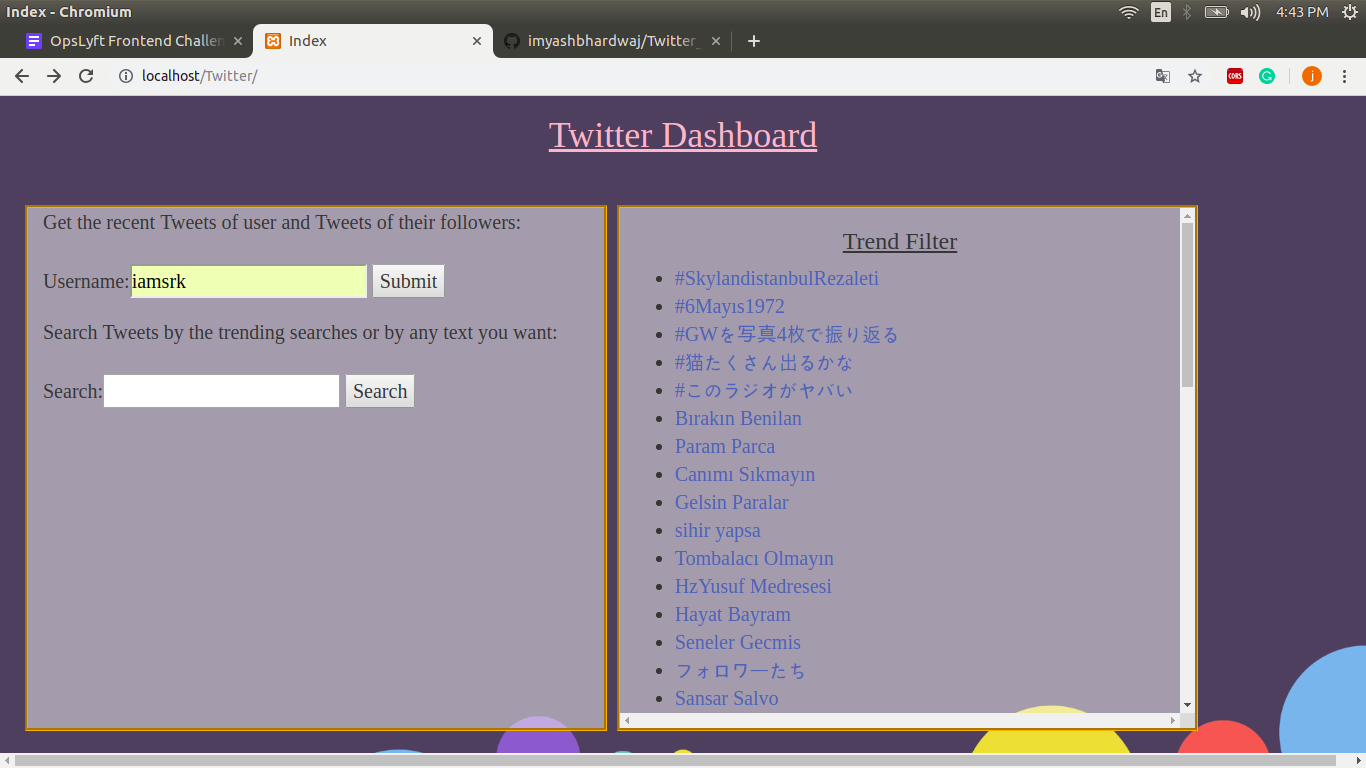 Index - Chromium
En
4:43 PM
OpsLyft Frontend Challen
Index
imyashbhardwaj/Twitter_
localhost/Twitter/
CORS
j
Twitter Dashboard
Get the recent Tweets of user and Tweets of their followers:
Username:iamsrk Submit
Search Tweets by the trending searches or by any text you want:
Search: Search
Trend Filter
#SkylandistanbulRezaleti
#6Mayıs1972
#GWを写真4枚で振り返る
#猫たくさん出るかな
#このラジオがヤバい
Bırakın Benilan
Param Parca
Canımı Sıkmayın
Gelsin Paralar
sihir yapsa
Tombalacı Olmayın
HzYusuf Medresesi
Hayat Bayram
Seneler Gecmis
フォロワーたち
Sansar Salvo